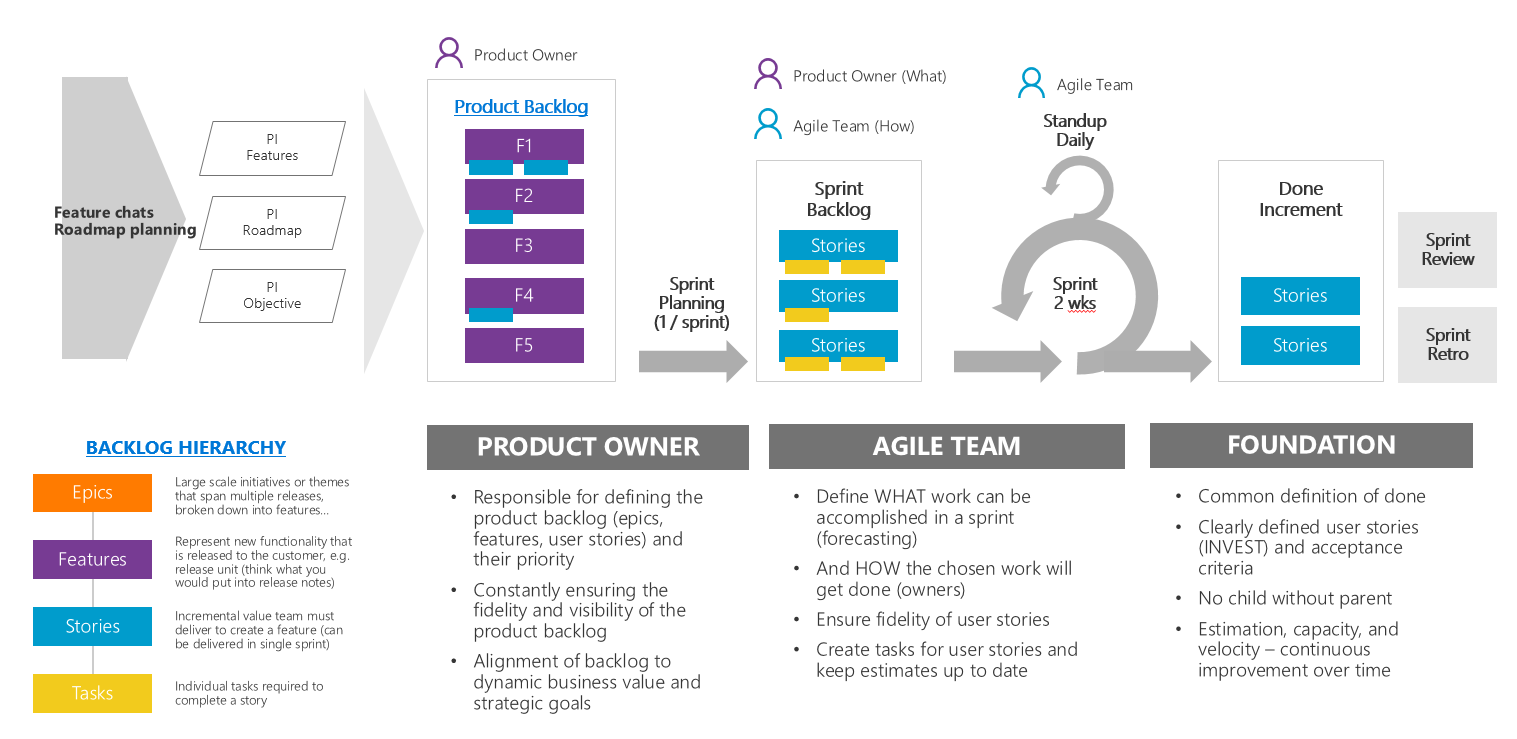 Product Owner
Product Owner (What)
Agile Team (How)
Agile Team
Standup
Daily
Feature chats
Roadmap planning
PI
Features
PI
Roadmap
PI
Objective
Product Backlog
F1
F2
F3
F4
F5
Sprint
Planning
(1 / sprint)
Sprint
Backlog
Stories
Stories
Stories
Sprint
2 wks
Done
Increment
Stories
Stories
Sprint
Review
Sprint
Retro
BACKLOG HIERARCHY
Epics
Large scale initiatives or themes
that span multiple releases,
broken down into features...
Features
Represent new functionality that
is released to the customer, e.g.
release unit (think what you
would put into release notes)
Stories
Incremental value team must
deliver to create a feature (can
be delivered in single sprint)
Tasks
Individual tasks required to
complete a story
PRODUCT OWNER
• Responsible for defining the
product backlog (epics,
features, user stories) and
their priority
• Constantly ensuring the
fidelity and visibility of the
product backlog
• Alignment of backlog to
dynamic business value and
strategic goals
AGILE TEAM
• Define WHAT work can be
accomplished in a sprint
(forecasting)
• And HOW the chosen work will
get done (owners)
• Ensure fidelity of user stories
• Create tasks for user stories and
keep estimates up to date
FOUNDATION
• Common definition of done
• Clearly defined user stories
(INVEST) and acceptance
criteria
• No child without parent
• Estimation, capacity, and
velocity – continuous
improvement over time